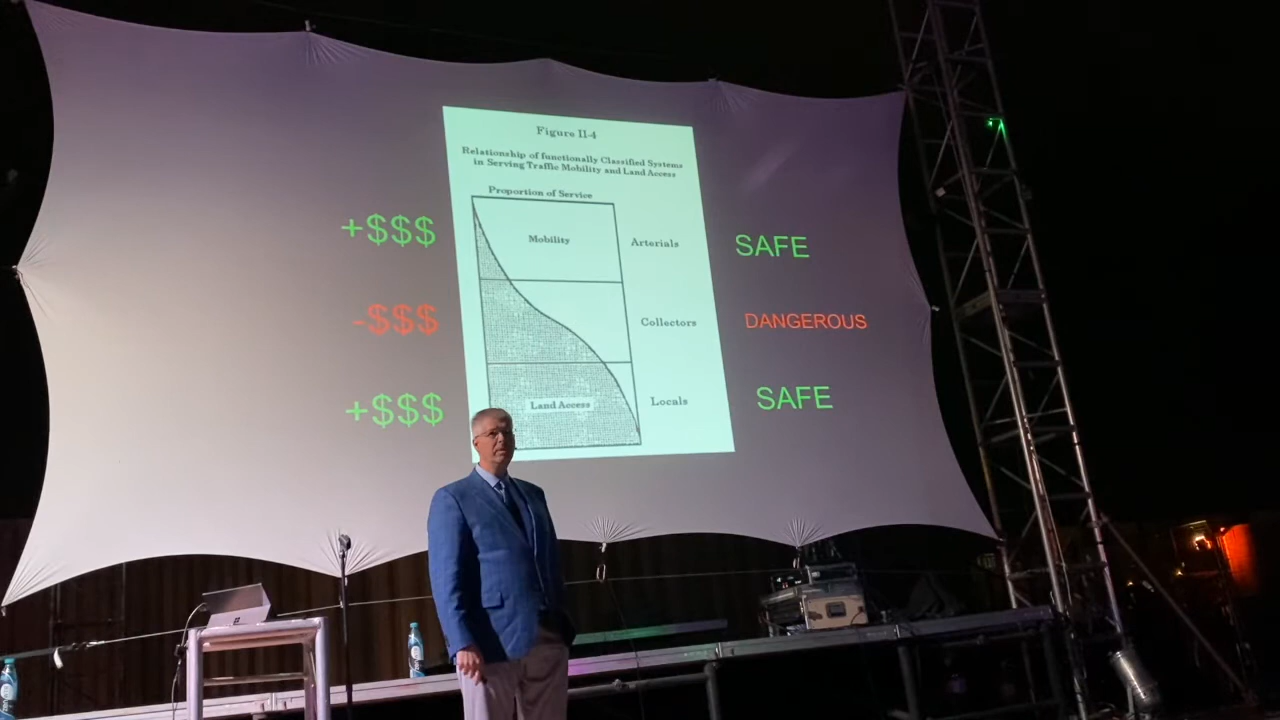 Figure II-4
Relationship of functionally Classified Systems
in Serving Traffic Mobility and Land Access
Proportion of Service
+$$$
Mobility
Arterials
SAFE
-$$$
Collectors
DANGEROUS
+$$$
Land Access
Locals
SAFE